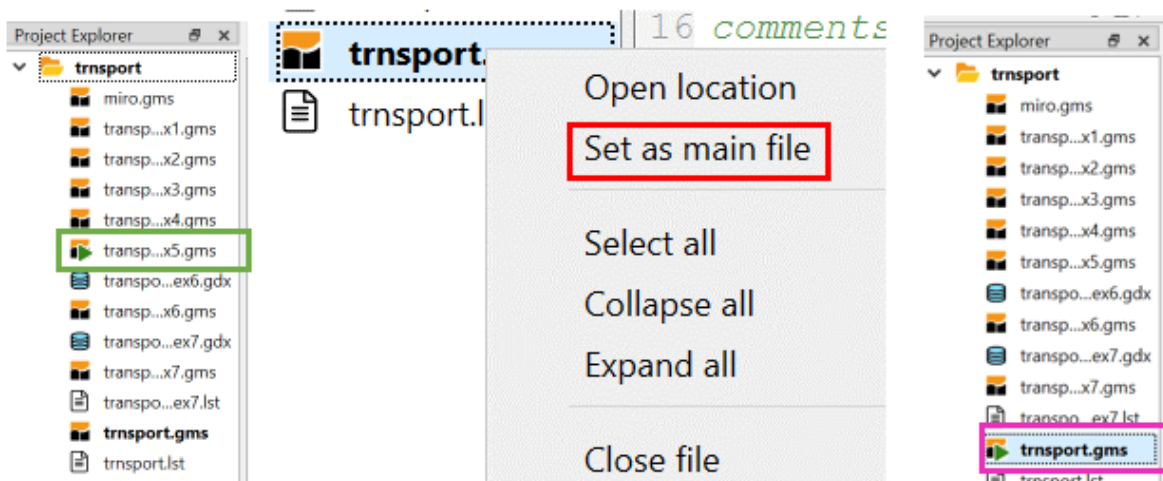 Project Explorer
trnsport
miro.gms
transp...x1.gms
transp...x2.gms
transp...x3.gms
transp...x4.gms
transp...x5.gms
transpo...ex6.gdx
transp...x6.gms
transpo...ex7.gdx
transp...x7.gms
transpo...ex7.lst
trnsport.gms
trnsport.lst
16 comments
trnsport.
trnsport.l
Open location
Set as main file
Select all
Collapse all
Expand all
Close file
Project Explorer
trnsport
miro.gms
transp...x1.gms
transp...x2.gms
transp...x3.gms
transp...x4.gms
transp...x5.gms
transpo...ex6.gdx
transp...x6.gms
transpo...ex7.gdx
transp...x7.gms
transpo...ex7.lst
trnsport.gms
trnsport.lst